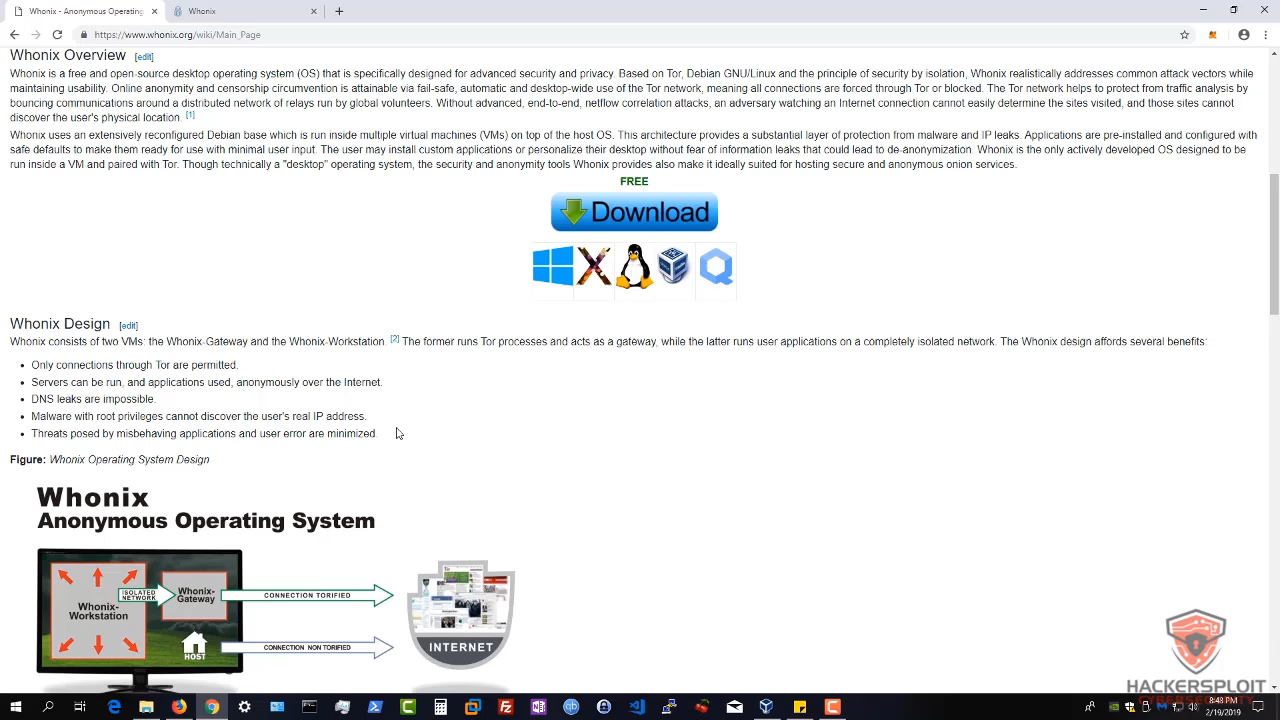 Whonix - Anonymous Operating
Whonix
https://www.whonix.org/wiki/Main_Page
Whonix Overview [edit]
Whonix is a free and open-source desktop operating system (OS) that is specifically designed for advanced security and privacy. Based on Tor, Debian GNU/Linux and the principle of security by isolation, Whonix realistically addresses common attack vectors while
maintaining usability. Online anonymity and censorship circumvention is attainable via fail-safe, automatic and desktop-wide use of the Tor network, meaning all connections are forced through Tor or blocked. The Tor network helps to protect from traffic analysis by
bouncing communications around a distributed network of relays run by global volunteers. Without advanced, end-to-end, netflow correlation attacks, an adversary watching an Internet connection cannot easily determine the sites visited, and those sites cannot
discover the user's physical location. [1]
Whonix uses an extensively reconfigured Debian base which is run inside multiple virtual machines (VMs) on top of the host OS. This architecture provides a substantial layer of protection from malware and IP leaks. Applications are pre-installed and configured with
safe defaults to make them ready for use with minimal user input. The user may install custom applications or personalize their desktop without fear of information leaks that could lead to de-anonymization. Whonix is the only actively developed OS designed to be
run inside a VM and paired with Tor. Though technically a "desktop" operating system, the security and anonymity tools Whonix provides also make it ideally suited for hosting secure and anonymous onion services.
FREE
Download
Whonix Design [edit]
Whonix consists of two VMs: the Whonix-Gateway and the Whonix-Workstation. [2] The former runs Tor processes and acts as a gateway, while the latter runs user applications on a completely isolated network. The Whonix design affords several benefits:
• Only connections through Tor are permitted.
• Servers can be run, and applications used, anonymously over the Internet.
• DNS leaks are impossible.
• Malware with root privileges cannot discover the user's real IP address.
• Threats posed by misbehaving applications and user error are minimized.
Figure: Whonix Operating System Design
Whonix
Anonymous Operating System
Whonix-
Workstation
ISOLATED
NETWORK
Whonix-
Gateway
CONNECTION TORIFIED
HOST
CONNECTION NON TORIFIED
INTERNET
HACKERSPLOIT
CYBERSECURITY
8:48 PM
2/19/2019